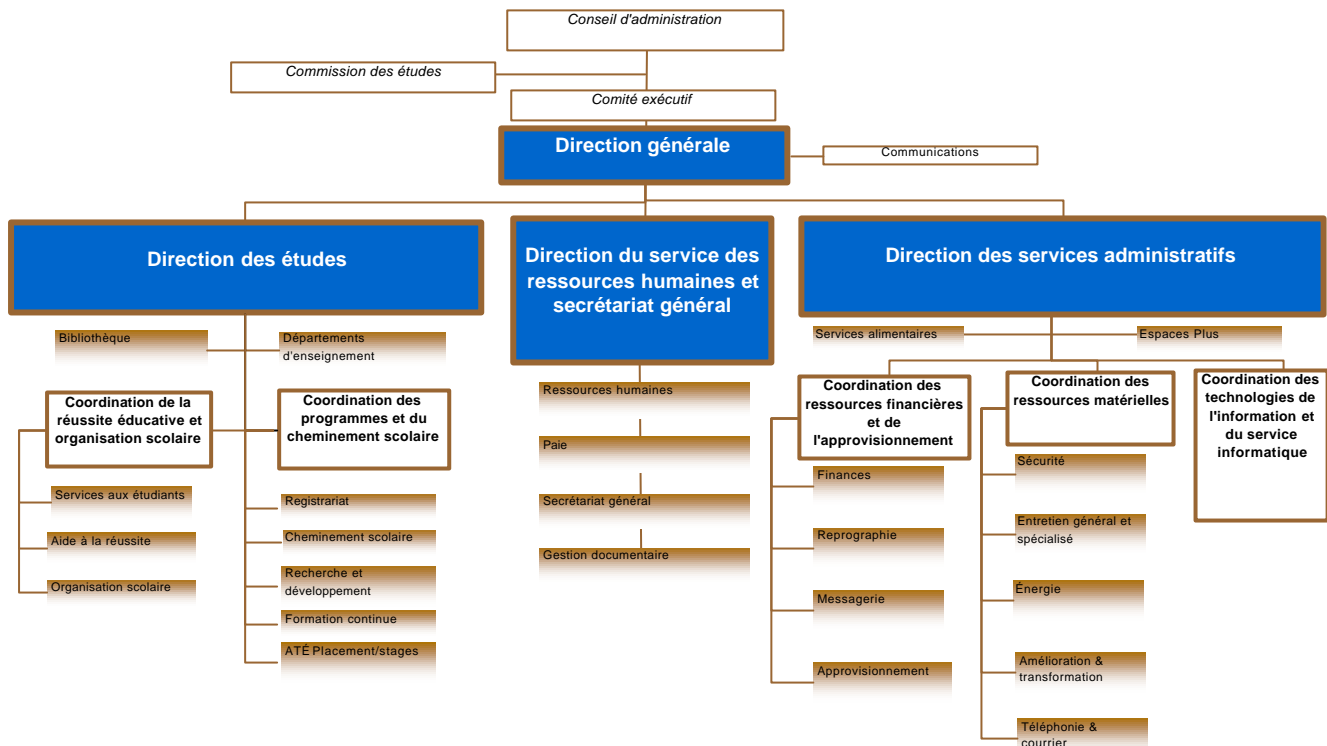 Conseil d'administration
Commission des études
Comité exécutif
Direction générale
Communications
Direction des études
Direction du service des
ressources humaines et
secrétariat général
Direction des services administratifs
Bibliothèque
Départements
d'enseignement
Coordination de la
réussite éducative et
organisation scolaire
Coordination des
programmes et du
cheminement scolaire
Services aux étudiants
Aide à la réussite
Organisation scolaire
Registrariat
Cheminement scolaire
Recherche et
développement
Formation continue
ATÉ Placement/stages
Ressources humaines
Paie
Secrétariat général
Gestion documentaire
Services alimentaires
Espaces Plus
Coordination des
ressources financières
et de
l'approvisionnement
Coordination des
ressources matérielles
Coordination des
technologies de
l'information et
du service
informatique
Finances
Reprographie
Messagerie
Approvisionnement
Sécurité
Entretien général et
spécialisé
Énergie
Amélioration &
transformation
Téléphonie &
courrier